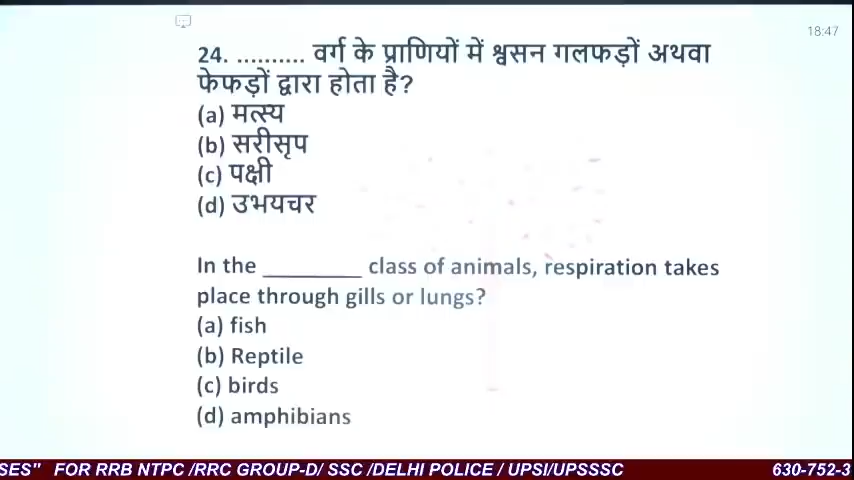 18:47
24. .......... वर्ग के प्राणियों में श्वसन गलफड़ों अथवा
फेफड़ों द्वारा होता है?
(a) मत्स्य
(b) सरीसृप
(c) पक्षी
(d) उभयचर
In the _________ class of animals, respiration takes
place through gills or lungs?
(a) fish
(b) Reptile
(c) birds
(d) amphibians
SES" FOR RRB NTPC /RRC GROUP-D/ SSC /DELHI POLICE / UPSI/UPSSSC 630-752-3